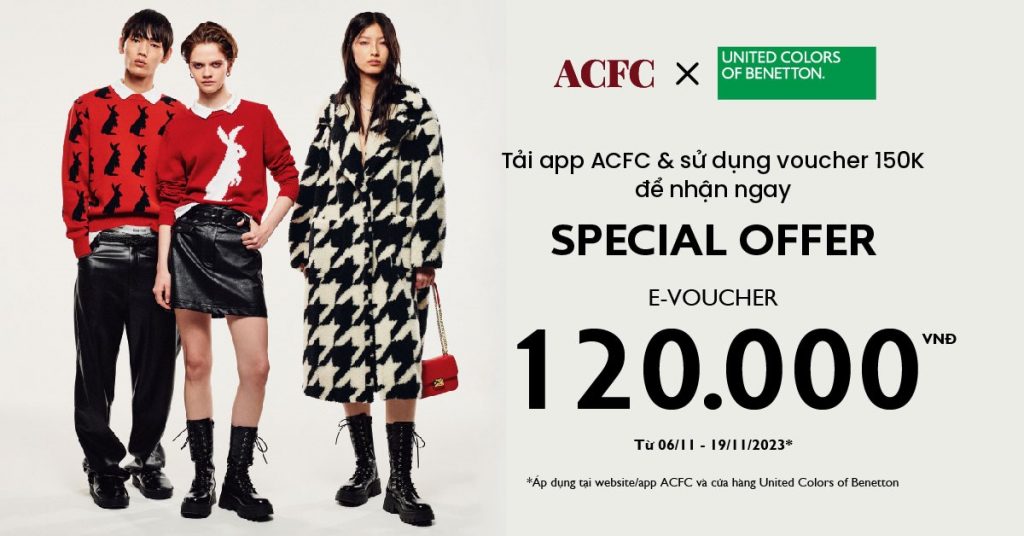 ACFC × UNITED COLORS
OF BENETTON.
Tải app ACFC & sử dụng voucher 150K
để nhận ngay
SPECIAL OFFER
E-VOUCHER
120.000 VNĐ
Từ 06/11 - 19/11/2023*
*Áp dụng tại website/app ACFC và cửa hàng United Colors of Benetton